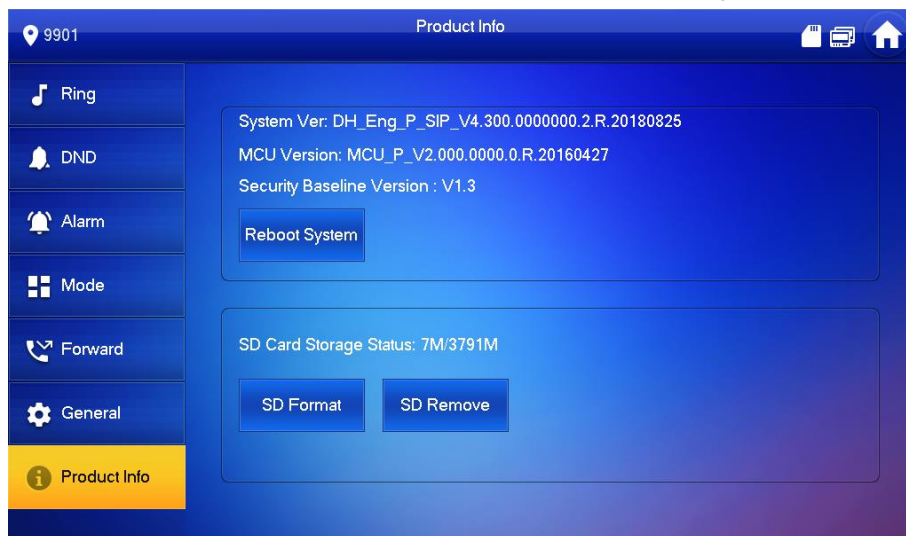 9901
Product Info
Ring
DND
Alarm
Mode
Forward
General
Product Info
System Ver: DH_Eng_P_SIP_V4.300.0000000.2.R.20180825
MCU Version: MCU_P_V2.000.0000.0.R.20160427
Security Baseline Version : V1.3
Reboot System
SD Card Storage Status: 7M/3791M
SD Format
SD Remove